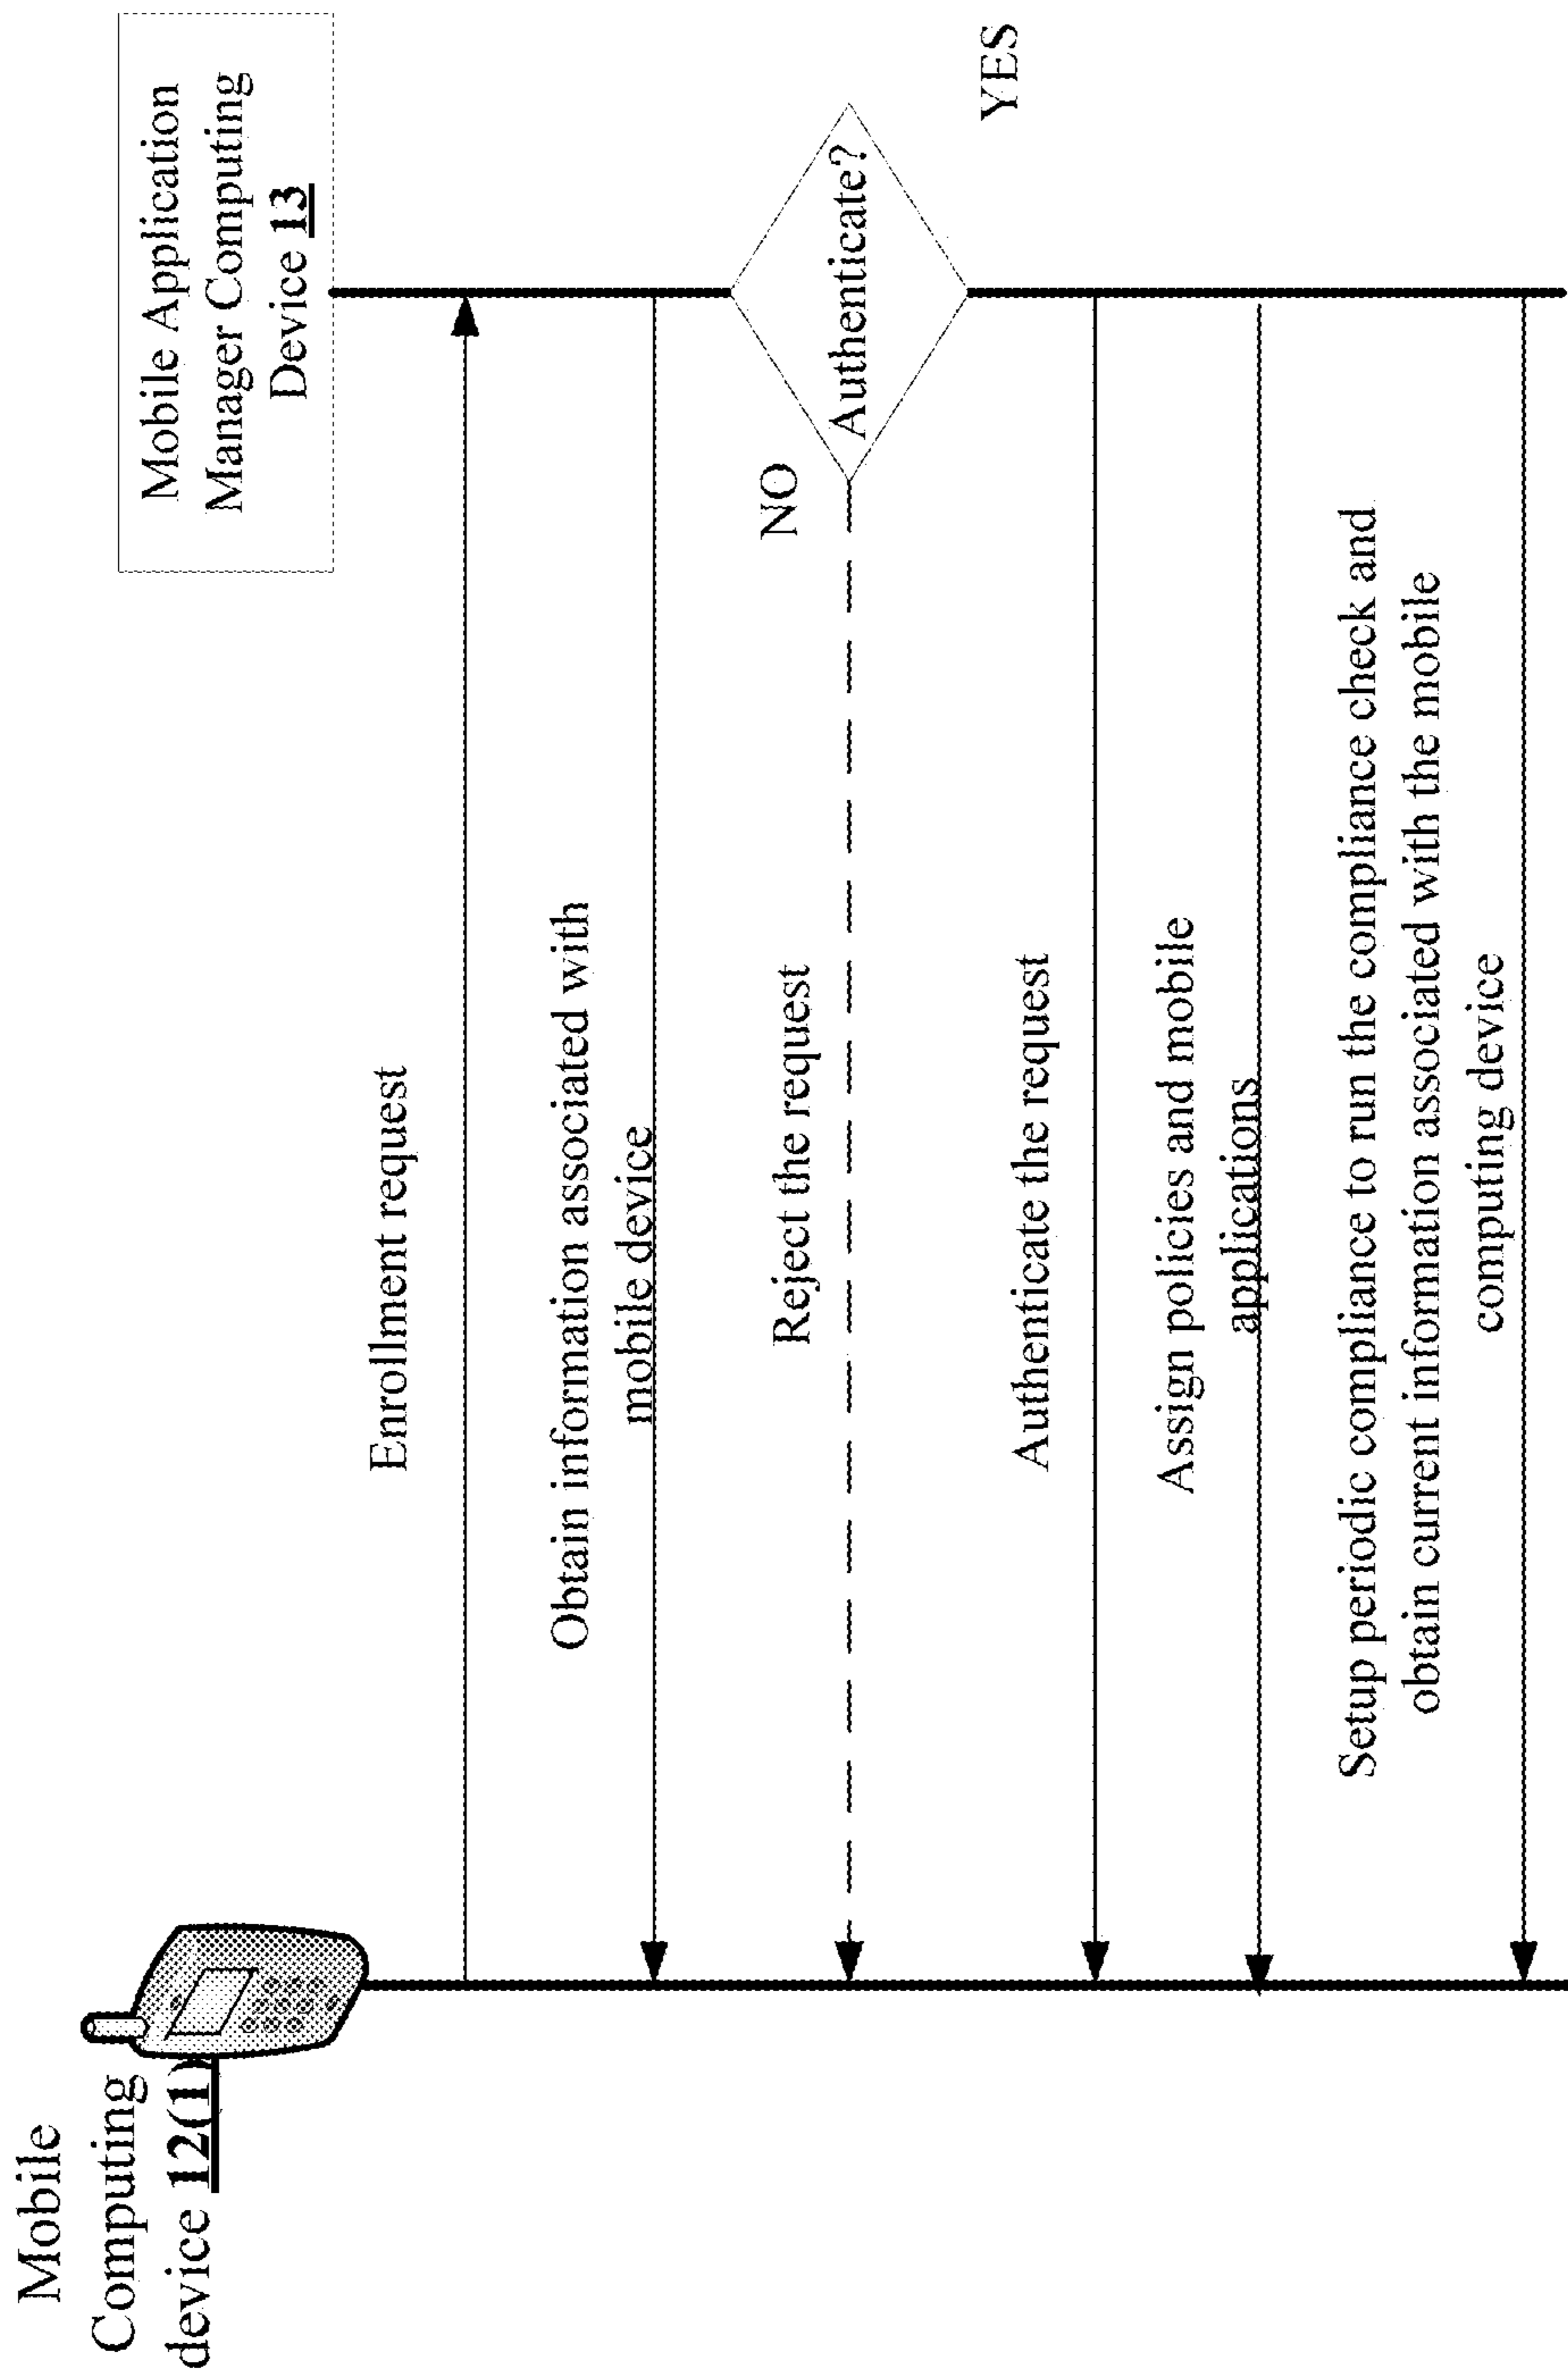 Mobile
Computing
device 12(1)
Mobile Application
Manager Computing
Device 13
Enrollment request
Obtain information associated with
mobile device
Authenticate?
NO
Reject the request
YES
Authenticate the request
Assign policies and mobile
applications
Setup periodic compliance to run the compliance check and
obtain current information associated with the mobile
computing device